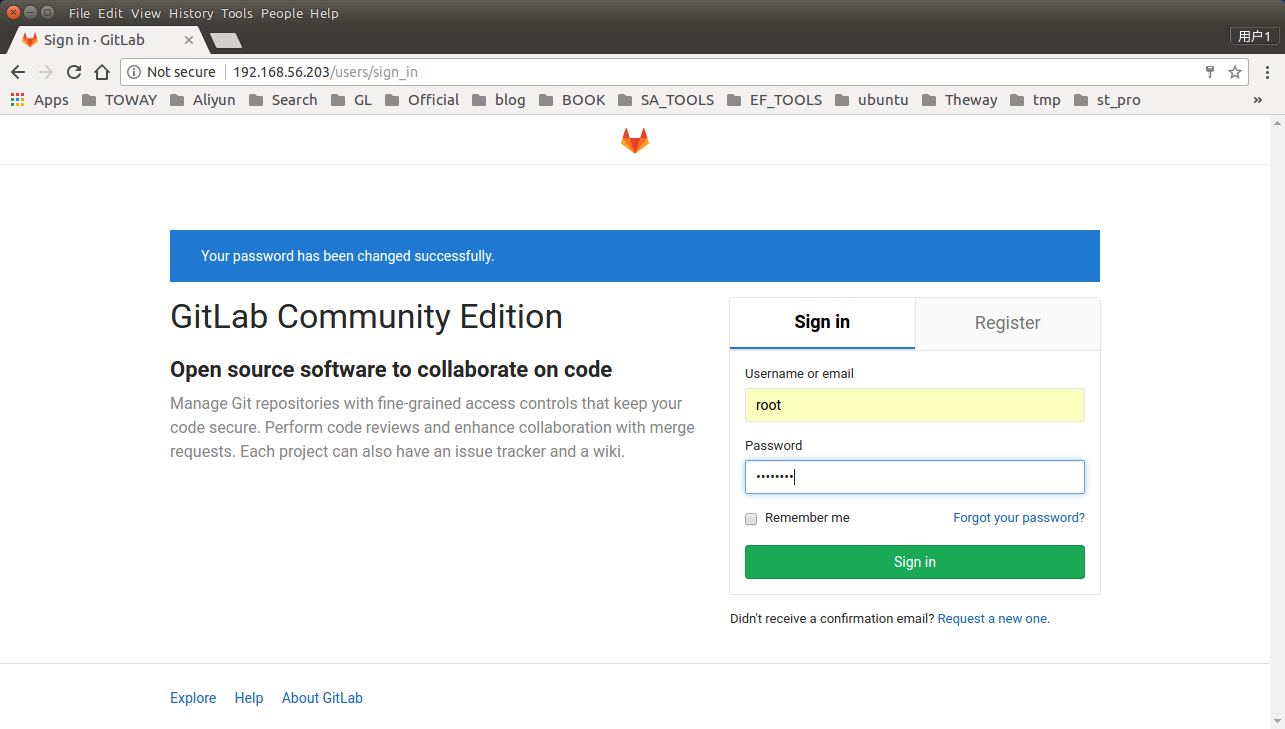 File Edit View History Tools People Help
Sign in · GitLab
用户1
Not secure 192.168.56.203/users/sign_in
Apps TOWAY Aliyun Search GL Official blog BOOK SA_TOOLS EF_TOOLS ubuntu Theway tmp st_pro »
Your password has been changed successfully.
GitLab Community Edition
Open source software to collaborate on code
Manage Git repositories with fine-grained access controls that keep your
code secure. Perform code reviews and enhance collaboration with merge
requests. Each project can also have an issue tracker and a wiki.
Sign in Register
Username or email
root
Password
••••••••
Remember me Forgot your password?
Sign in
Didn't receive a confirmation email? Request a new one.
Explore Help About GitLab